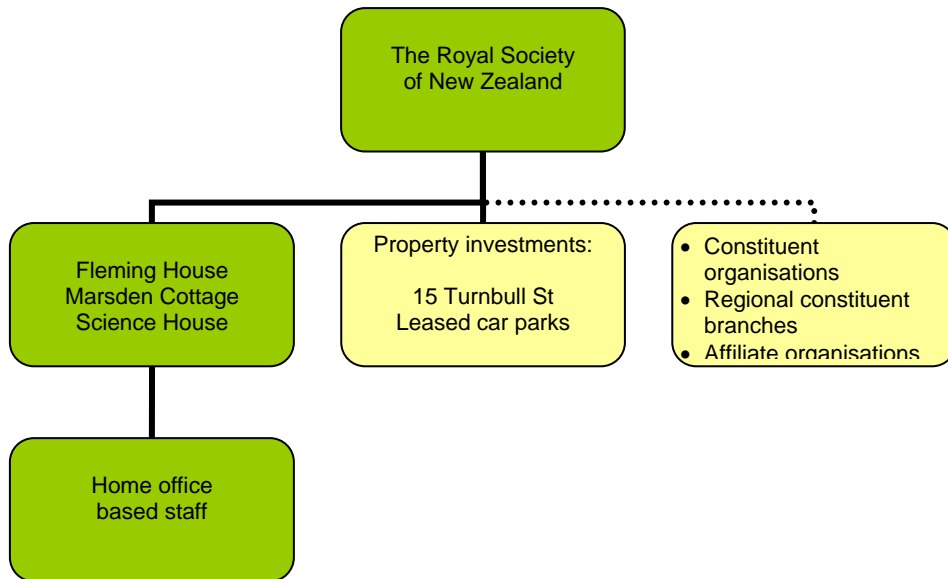 The Royal Society
of New Zealand
Fleming House
Marsden Cottage
Science House
Property investments:
15 Turnbull St
Leased car parks
• Constituent
organisations
• Regional constituent
branches
• Affiliate organisations
Home office
based staff